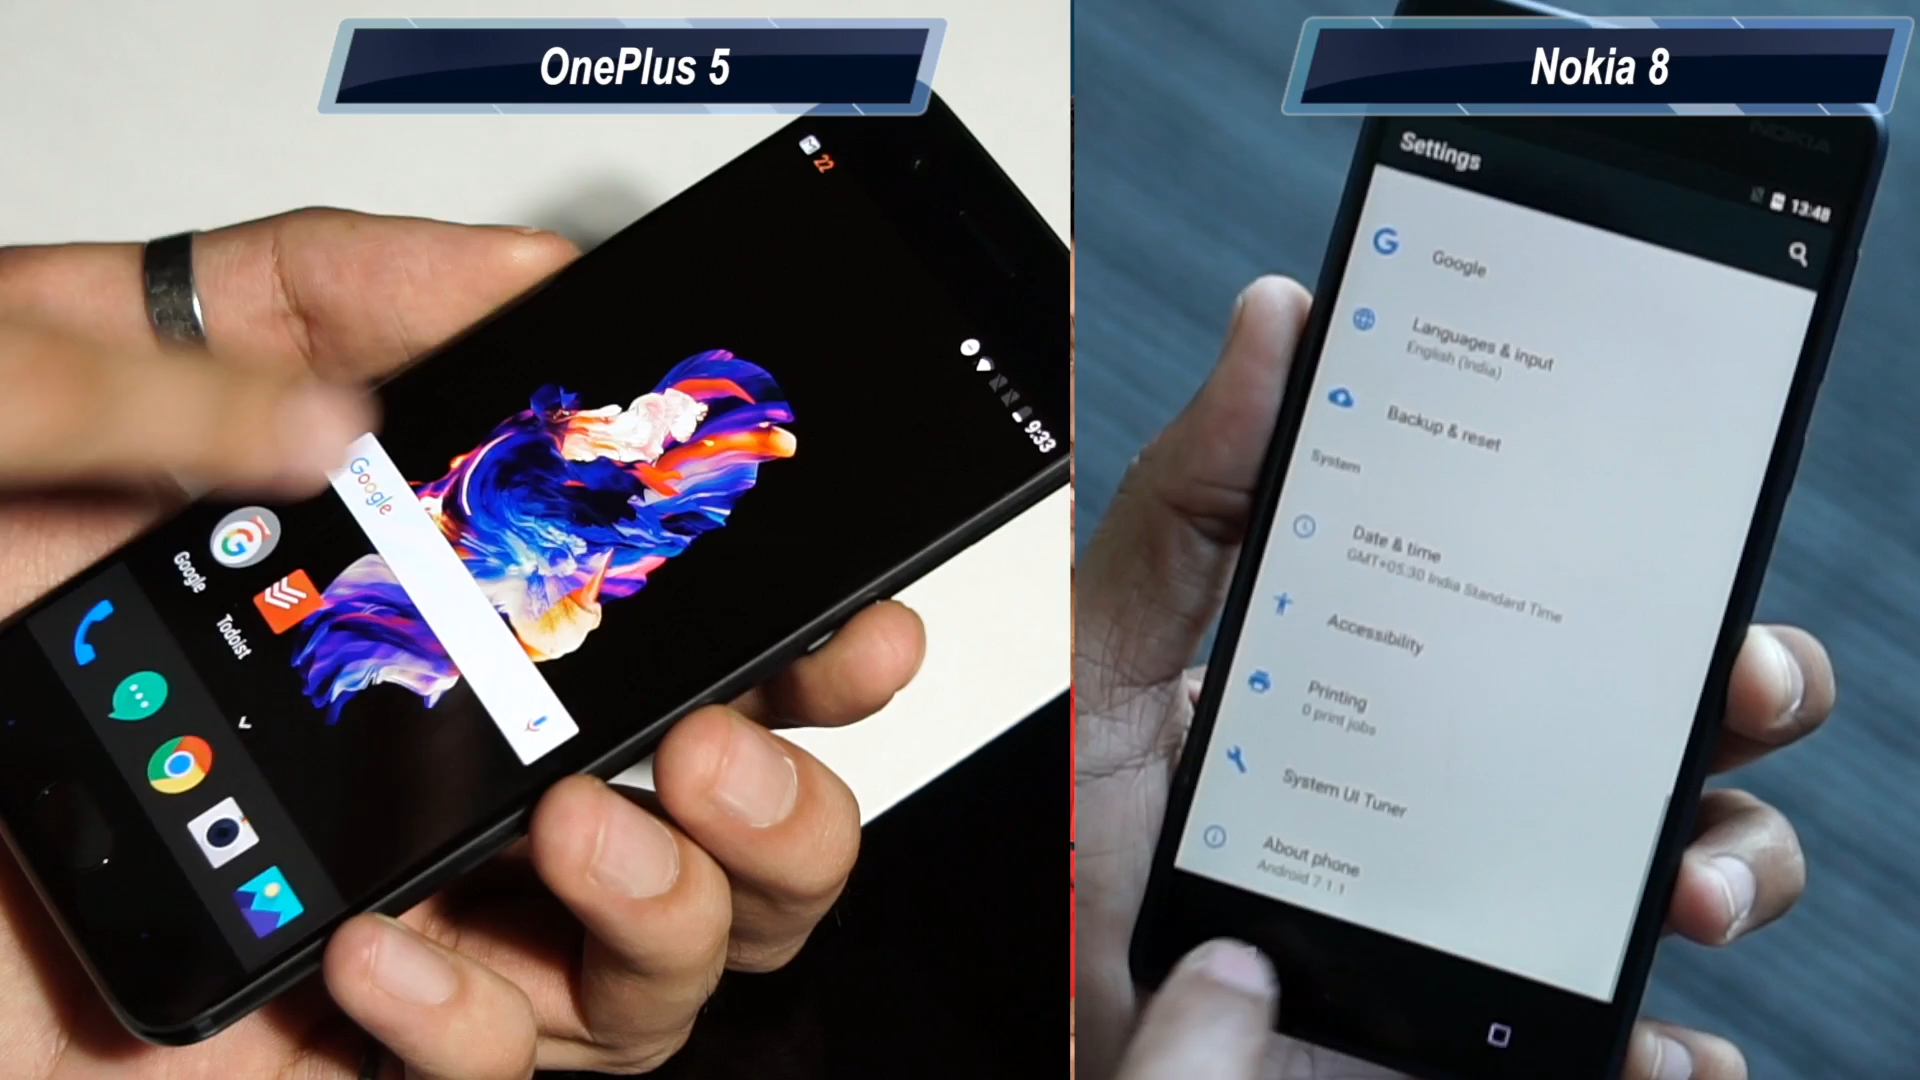 OnePlus 5
22
9:33
Google
Google
Todoist
Nokia 8
NOKIA
Settings
13:48
Google
Languages & input
English (India)
Backup & reset
System
Date & time
GMT+05:30 India Standard Time
Accessibility
Printing
0 print jobs
System UI Tuner
About phone
Android 7.1.1